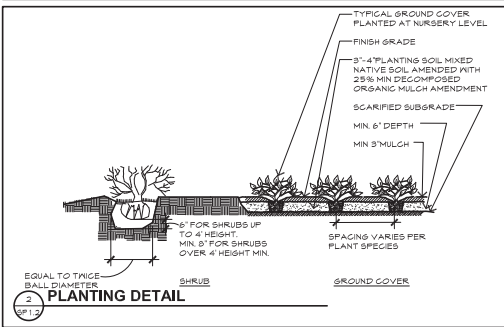 TYPICAL GROUND COVER
PLANTED AT NURSERY LEVEL
FINISH GRADE
3"-4"PLANTING SOIL MIXED
NATIVE SOIL AMENDED WITH
25% MIN DECOMPOSED
ORGANIC MULCH AMENDMENT
SCARIFIED SUBGRADE
MIN. 6" DEPTH
MIN 3"MULCH
6" FOR SHRUBS UP
TO 4' HEIGHT.
MIN. 8" FOR SHRUBS
OVER 4' HEIGHT MIN.
SPACING VARIES PER
PLANT SPECIES
EQUAL TO TWICE
BALL DIAMETER
SHRUB
GROUND COVER
2
SP1.2
PLANTING DETAIL